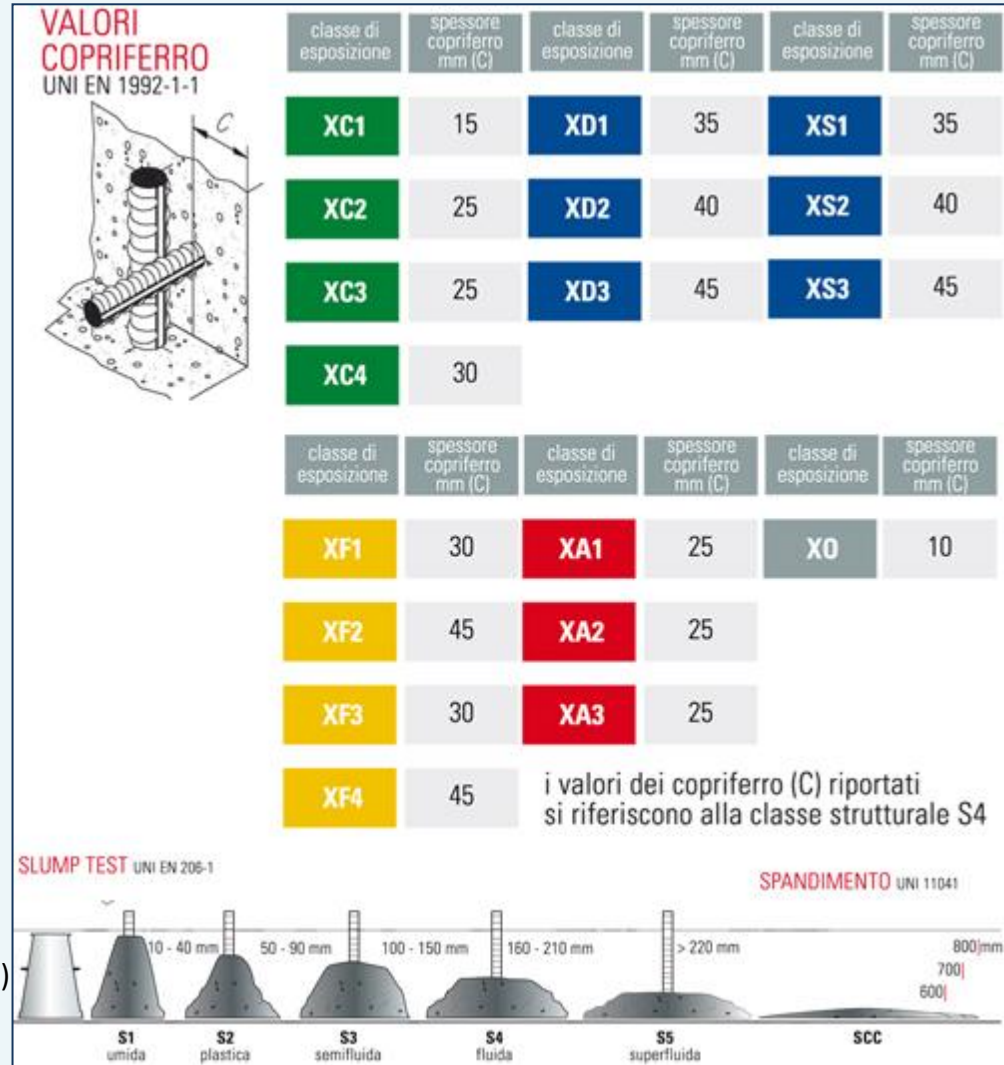 VALORI
COPRIFERRO
UNI EN 1992-1-1
C
classe di esposizione spessore copriferro mm (C) classe di esposizione spessore copriferro mm (C) classe di esposizione spessore copriferro mm (C)
XC1 15 XD1 35 XS1 35
XC2 25 XD2 40 XS2 40
XC3 25 XD3 45 XS3 45
XC4 30
classe di esposizione spessore copriferro mm (C) classe di esposizione spessore copriferro mm (C) classe di esposizione spessore copriferro mm (C)
XF1 30 XA1 25 X0 10
XF2 45 XA2 25
XF3 30 XA3 25
XF4 45
i valori dei copriferro (C) riportati
si riferiscono alla classe strutturale S4
SLUMP TEST UNI EN 206-1
SPANDIMENTO UNI 11041
10 - 40 mm 50 - 90 mm 100 - 150 mm 160 - 210 mm > 220 mm 800)mm
700|
600|
)
S1 S2 S3 S4 S5 SCC
umida plastica semifluida fluida superfluida